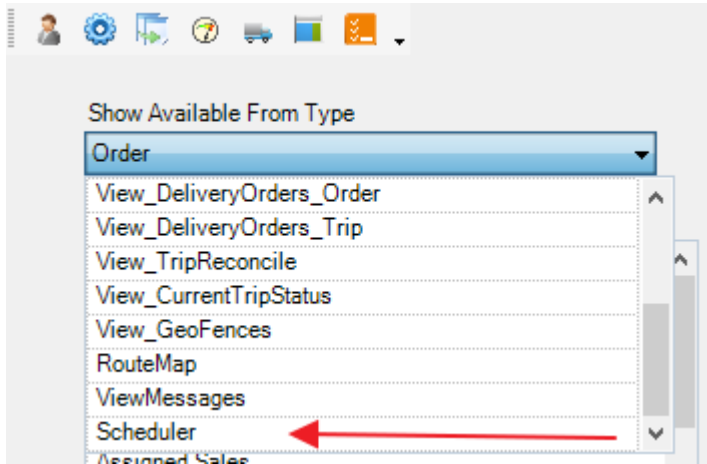 Show Available From Type
Order
View_DeliveryOrders_Order
View_DeliveryOrders_Trip
View_TripReconcile
View_CurrentTripStatus
View_GeoFences
RouteMap
ViewMessages
Scheduler
Assigned Sales